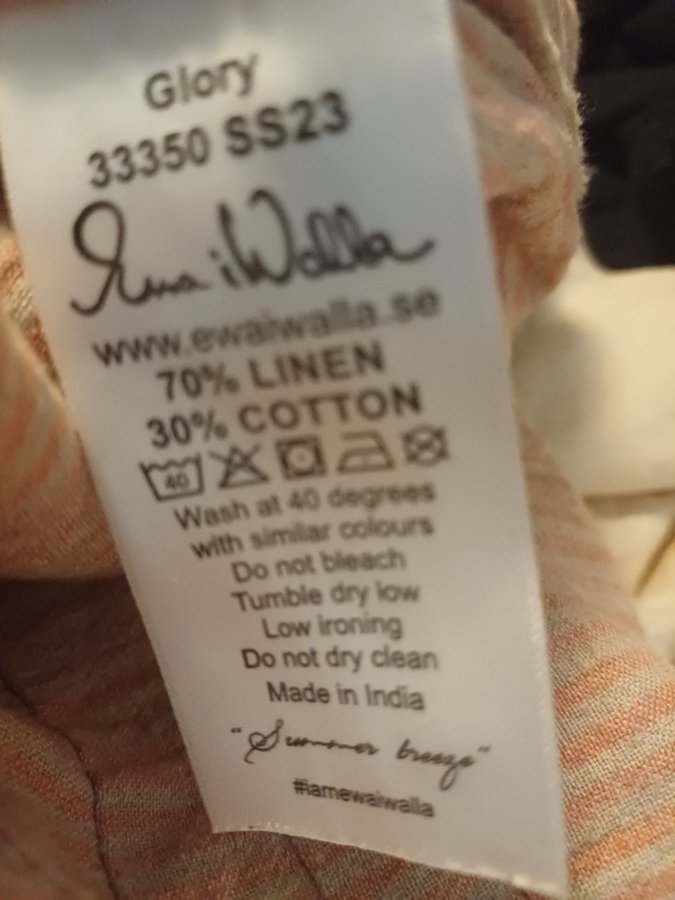 Glory
33350 SS23
Ewa i Walla
www.ewaiwalla.se
70% LINEN
30% COTTON
40
Wash at 40 degrees
with similar colours
Do not bleach
Tumble dry low
Low ironing
Do not dry clean
Made in India
"Summer breeze"
#iamewaiwalla